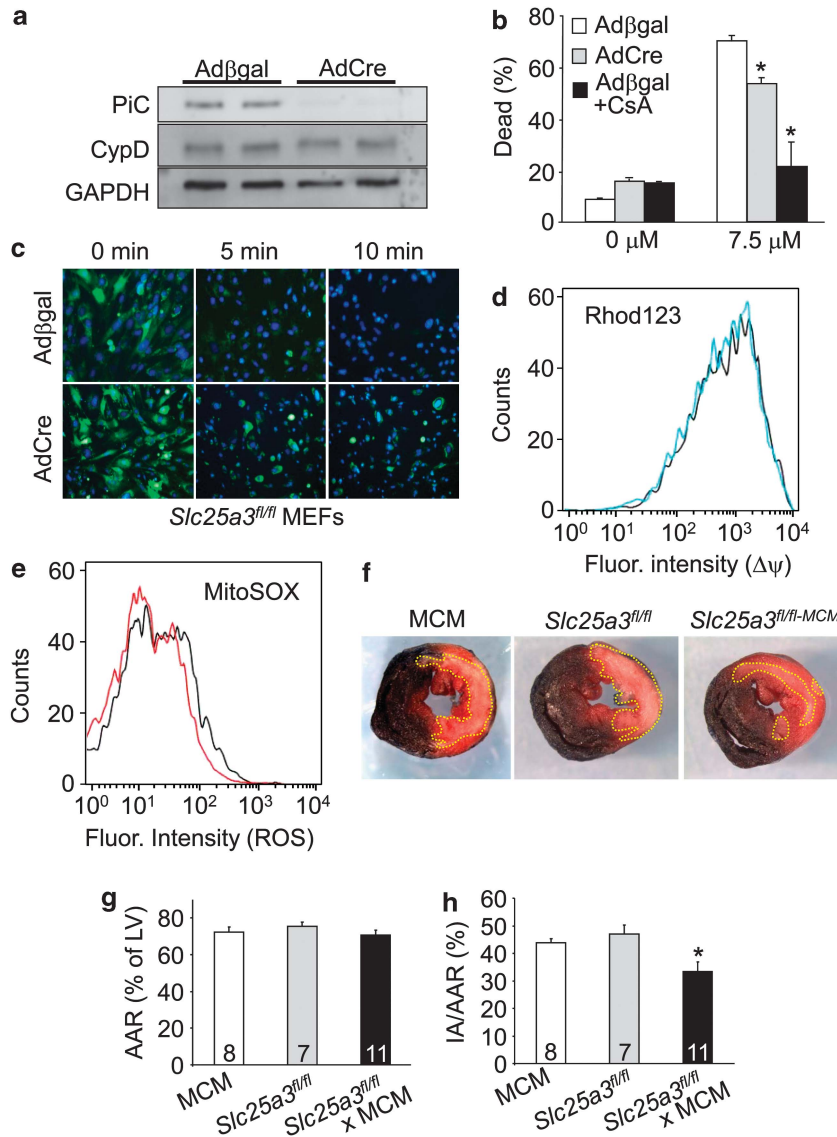 a
Adβgal AdCre
PiC
CypD
GAPDH
b
80
60
40
20
0
Dead (%)
Adβgal
AdCre
Adβgal
+CsA
*
*
0 μM 7.5 μM
c
0 min 5 min 10 min
Adβgal
AdCre
Slc25a3fl/fl MEFs
d
60
40
20
0
Counts
Rhod123
10⁰ 10¹ 10² 10³ 10⁴
Fluor. intensity (Δψ)
e
60
40
20
0
Counts
MitoSOX
10⁰ 10¹ 10² 10³ 10⁴
Fluor. Intensity (ROS)
f
MCM Slc25a3fl/fl Slc25a3fl/fl-MCM
g
80
60
40
20
0
AAR (% of LV)
8 7 11
MCM
Slc25a3fl/fl
Slc25a3fl/fl
x MCM
h
60
50
40
30
20
10
0
IA/AAR (%)
*
8 7 11
MCM
Slc25a3fl/fl
Slc25a3fl/fl
x MCM